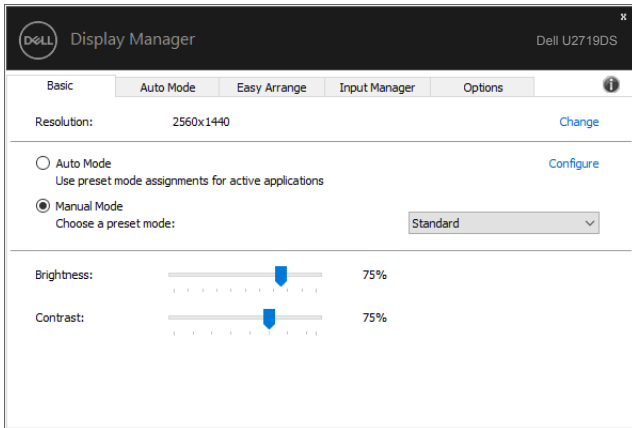 x
DELL Display Manager
Dell U2719DS
Basic Auto Mode Easy Arrange Input Manager Options i
Resolution: 2560x1440 Change
Auto Mode Configure
Use preset mode assignments for active applications
Manual Mode
Choose a preset mode: Standard
Brightness: 75%
Contrast: 75%